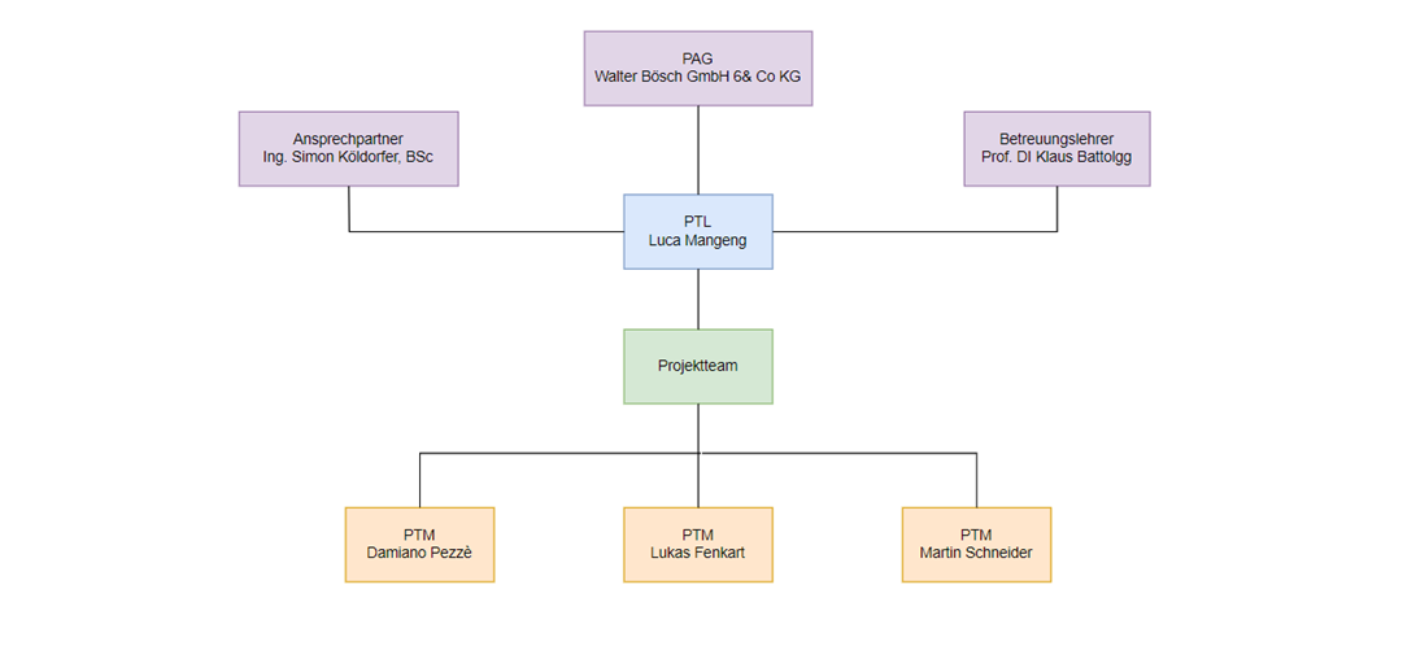 PAG
Walter Bösch GmbH 6& Co KG
Ansprechpartner
Ing. Simon Köldorfer, BSc
Betreuungslehrer
Prof. DI Klaus Battolgg
PTL
Luca Mangeng
Projektteam
PTM
Damiano Pezzè
PTM
Lukas Fenkart
PTM
Martin Schneider